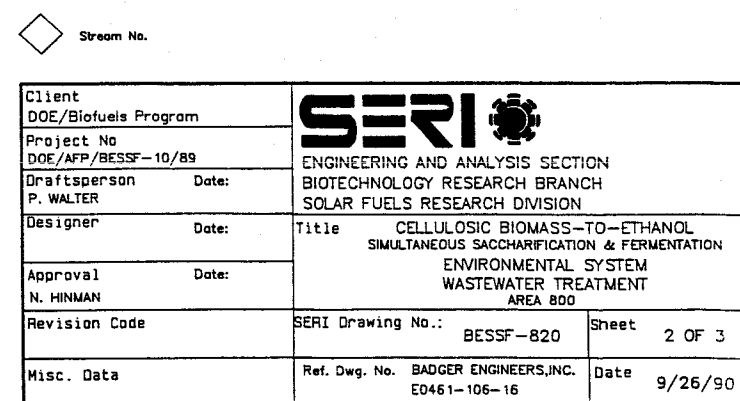 Stream No.
Client
DOE/Biofuels Program
Project No
DOE/AFP/BESSF-10/89
Draftsperson Date:
P. WALTER
Designer Date:
Approval Date:
N. HINMAN
Revision Code
Misc. Data
SERI
ENGINEERING AND ANALYSIS SECTION
BIOTECHNOLOGY RESEARCH BRANCH
SOLAR FUELS RESEARCH DIVISION
Title CELLULOSIC BIOMASS-TO-ETHANOL
SIMULTANEOUS SACCHARIFICATION & FERMENTATION
ENVIRONMENTAL SYSTEM
WASTEWATER TREATMENT
AREA 800
SERI Drawing No.: BESSF-820
Sheet 2 OF 3
Ref. Dwg. No. BADGER ENGINEERS,INC.
E0461-106-16
Date 9/26/90